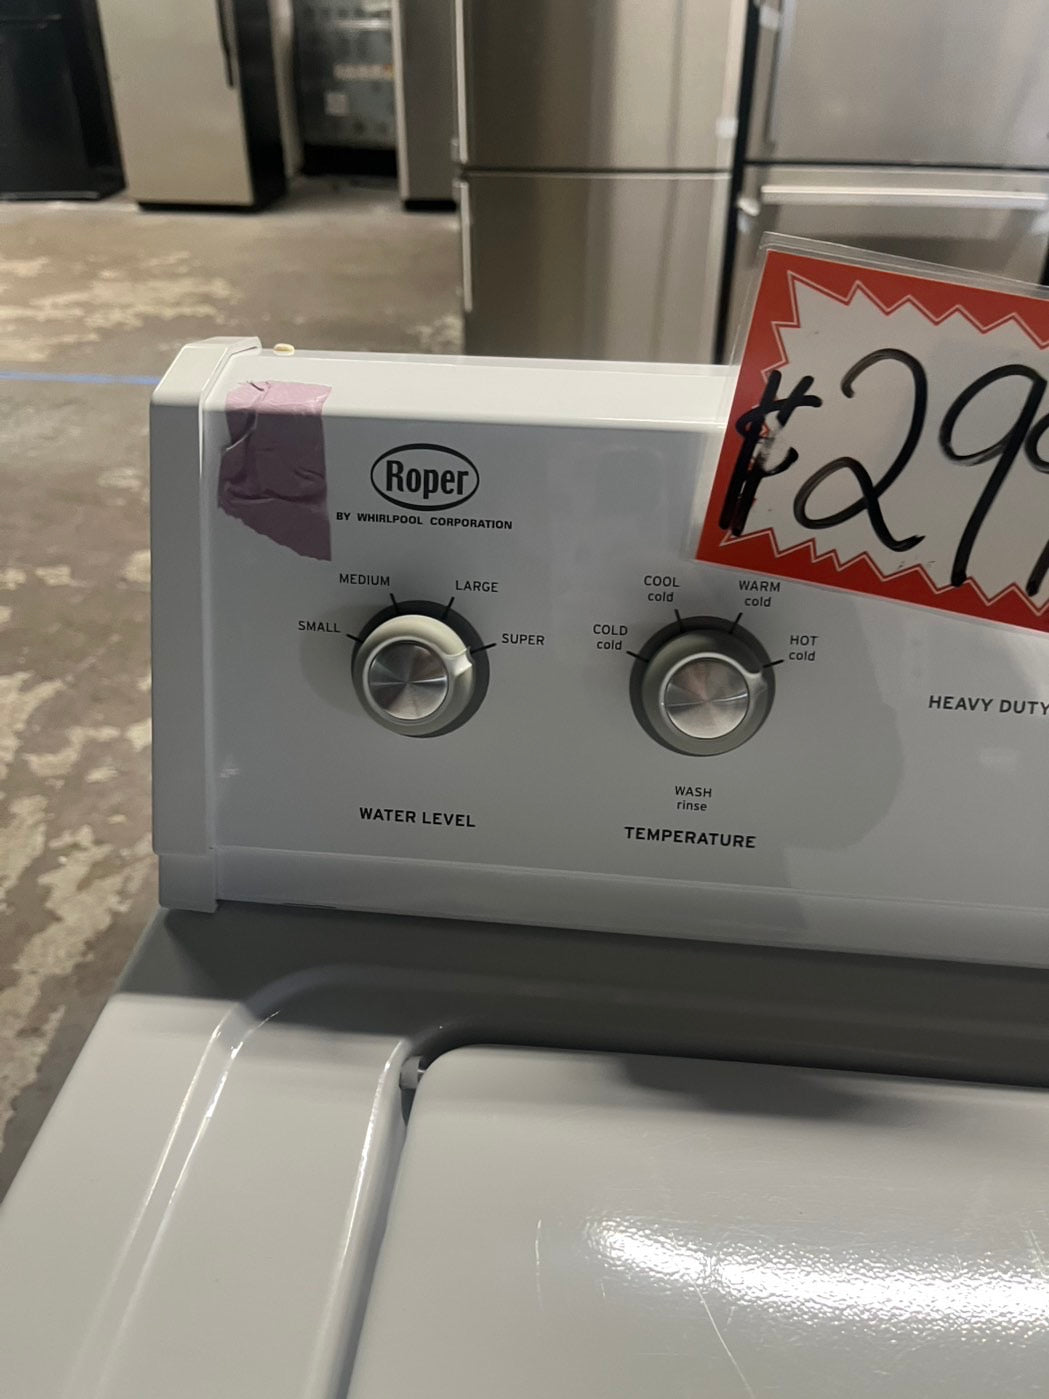 Roper
BY WHIRLPOOL CORPORATION
MEDIUM
LARGE
SMALL
SUPER
WATER LEVEL
COOL
cold
WARM
cold
COLD
cold
HOT
cold
WASH
rinse
TEMPERATURE
HEAVY DUTY
$29